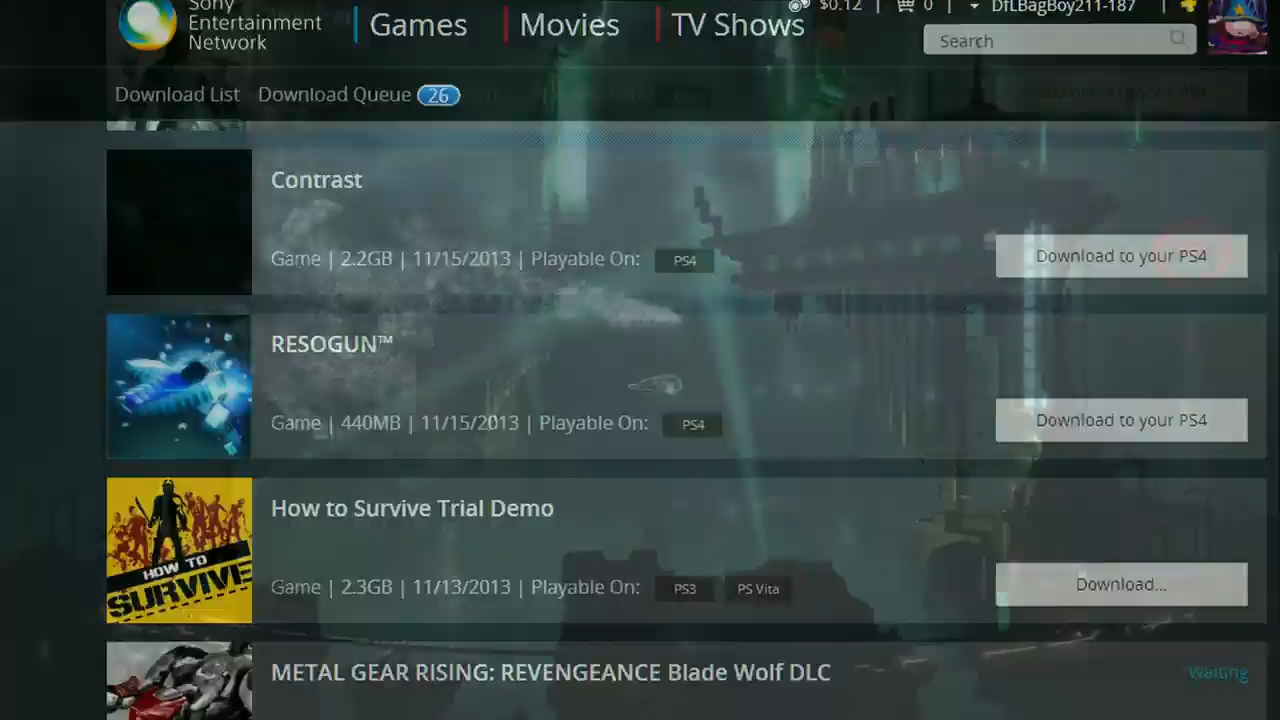 Sony
Entertainment
Network
Games
Movies
TV Shows
$0.12 | 0 | DfLBagBoy211-187
Search
Download List
Download Queue 26
Contrast
Game | 2.2GB | 11/15/2013 | Playable On: PS4
Download to your PS4
RESOGUN™
Game | 440MB | 11/15/2013 | Playable On: PS4
Download to your PS4
HOW TO
SURVIVE
How to Survive Trial Demo
Game | 2.3GB | 11/13/2013 | Playable On: PS3 PS Vita
Download...
METAL GEAR RISING: REVENGEANCE Blade Wolf DLC
Waiting